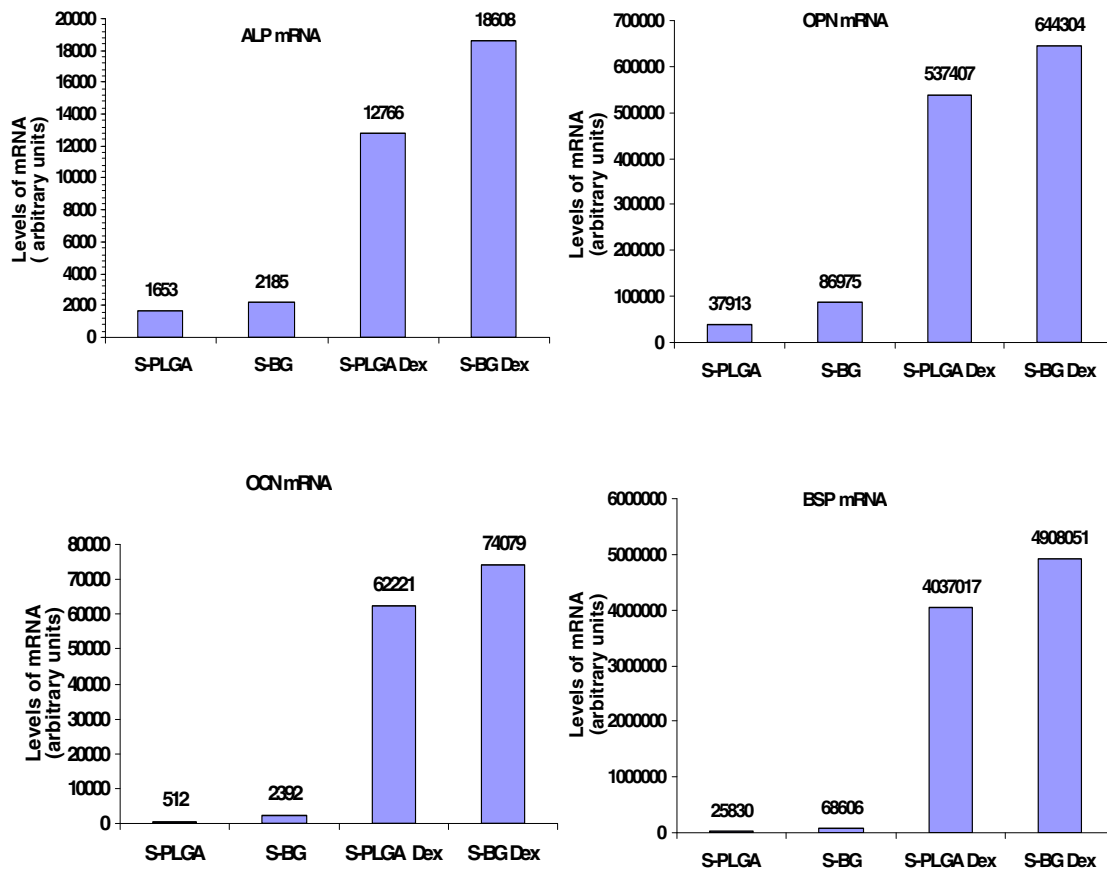 ALP mRNA
Levels of mRNA
( arbitrary units)
20000
18000
16000
14000
12000
10000
8000
6000
4000
2000
0
1653
2185
12766
18608
S-PLGA
S-BG
S-PLGA Dex
S-BG Dex
OPN mRNA
Levels of mRNA
(arbitrary units)
700000
600000
500000
400000
300000
200000
100000
0
37913
86975
537407
644304
S-PLGA
S-BG
S-PLGA Dex
S-BG Dex
OCN mRNA
Levels of mRNA
(arbitrary units)
80000
70000
60000
50000
40000
30000
20000
10000
0
512
2392
62221
74079
S-PLGA
S-BG
S-PLGA Dex
S-BG Dex
BSP mRNA
Levels of mRNA
(arbitrary units)
6000000
5000000
4000000
3000000
2000000
1000000
0
25830
68606
4037017
4908051
S-PLGA
S-BG
S-PLGA Dex
S-BG Dex